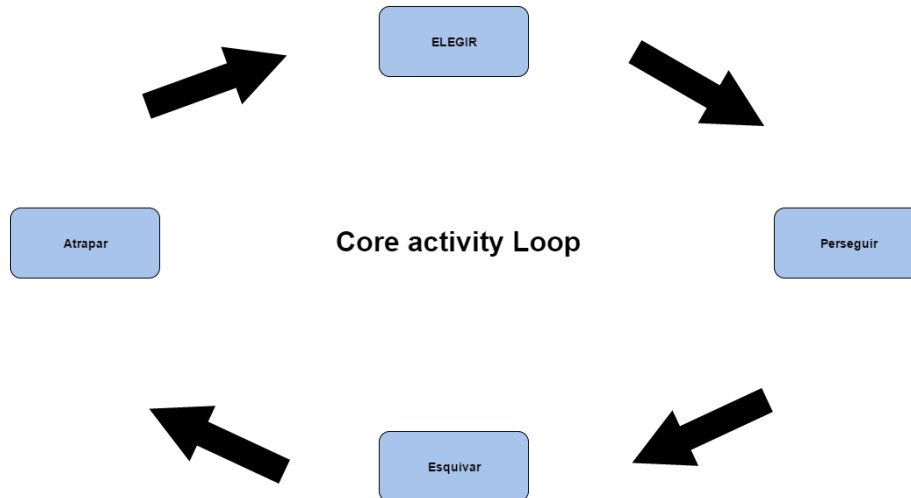 ELEGIR
Atrapar
Core activity Loop
Perseguir
Esquivar